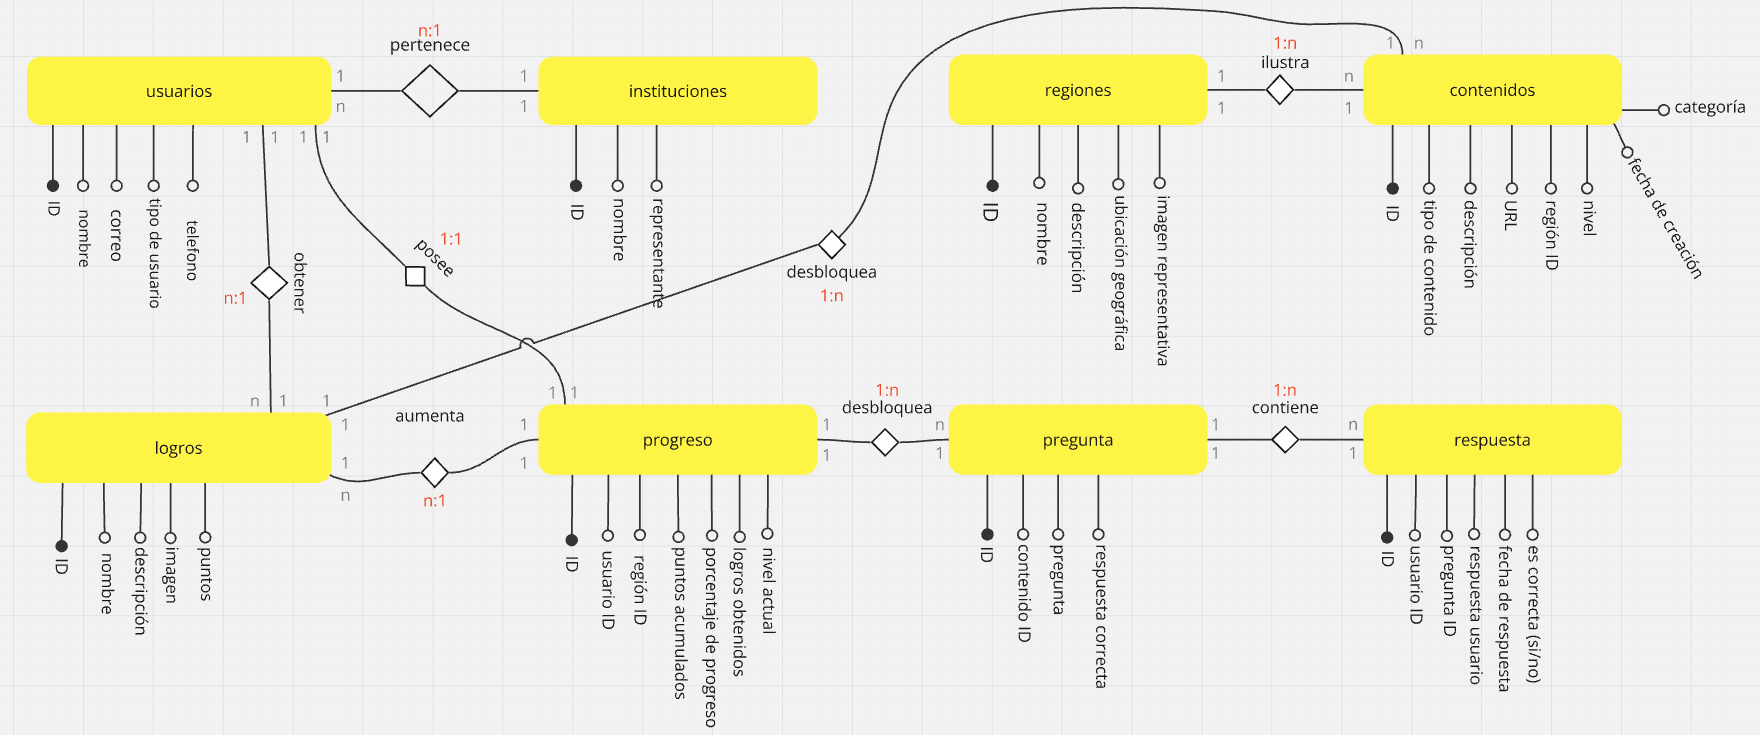 n:1
pertenece
1:n
ilustra
1
n
usuarios
1
n
1
1
instituciones
regiones
1
1
n
1
contenidos
categoría
fecha de creación
1
1
1
1
ID
nombre
correo
tipo de usuario
telefono
ID
nombre
representante
ID
nombre
descripción
ubicación geográfica
imagen representativa
ID
tipo de contenido
descripción
URL
región ID
nivel
obtener
n:1
posee
1:1
desbloquea
1:n
n
1
1
1
logros
1
n
aumenta
n:1
1
1
1
1
progreso
1
1
1:n
desbloquea
n
1
pregunta
1
1
1:n
contiene
n
1
respuesta
ID
nombre
descripción
imagen
puntos
ID
usuario ID
región ID
puntos acumulados
porcentaje de progreso
logros obtenidos
nivel actual
ID
contenido ID
pregunta
respuesta correcta
ID
usuario ID
pregunta ID
respuesta usuario
fecha de respuesta
es correcta (si/no)